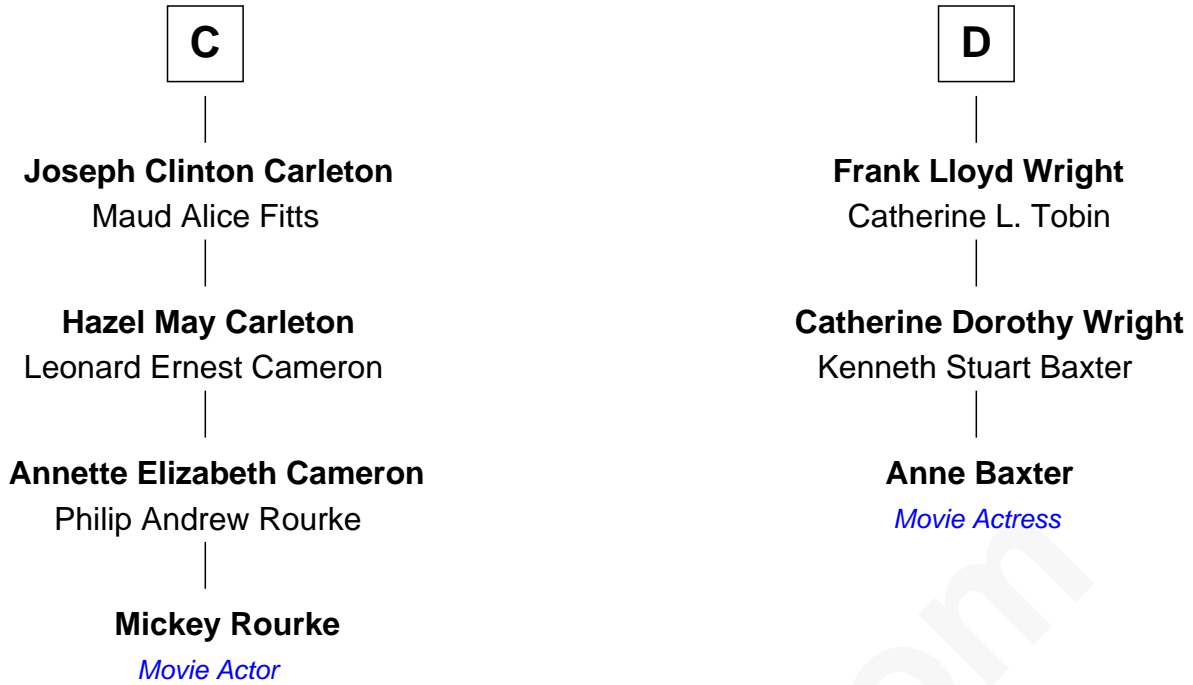 C
Joseph Clinton Carleton
Maud Alice Fitts
Hazel May Carleton
Leonard Ernest Cameron
Annette Elizabeth Cameron
Philip Andrew Rourke
Mickey Rourke
Movie Actor
D
Frank Lloyd Wright
Catherine L. Tobin
Catherine Dorothy Wright
Kenneth Stuart Baxter
Anne Baxter
Movie Actress
om